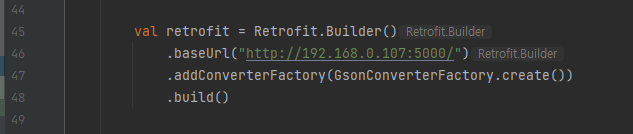 44
45 val retrofit = Retrofit.Builder() Retrofit.Builder
46 .baseUrl("http://192.168.0.107:5000/") Retrofit.Builder
47 .addConverterFactory(GsonConverterFactory.create())
48 .build()
49